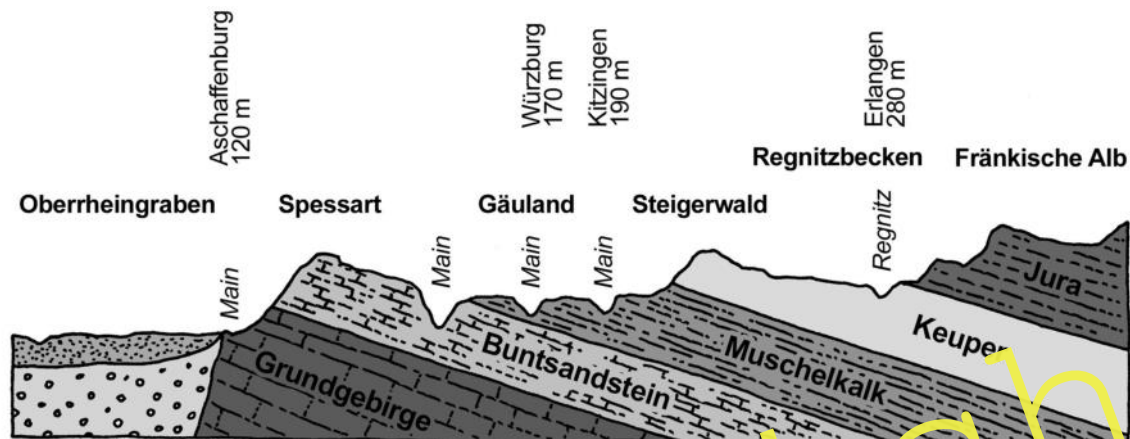 Aschaffenburg
120 m
Würzburg
170 m
Kitzingen
190 m
Erlangen
280 m
Regnitzbecken
Fränkische Alb
Oberrheingraben
Spessart
Gäuland
Steigerwald
Main
Main
Main
Main
Regnitz
Jura
Keuper
Muschelkalk
Buntsandstein
Grundgebirge